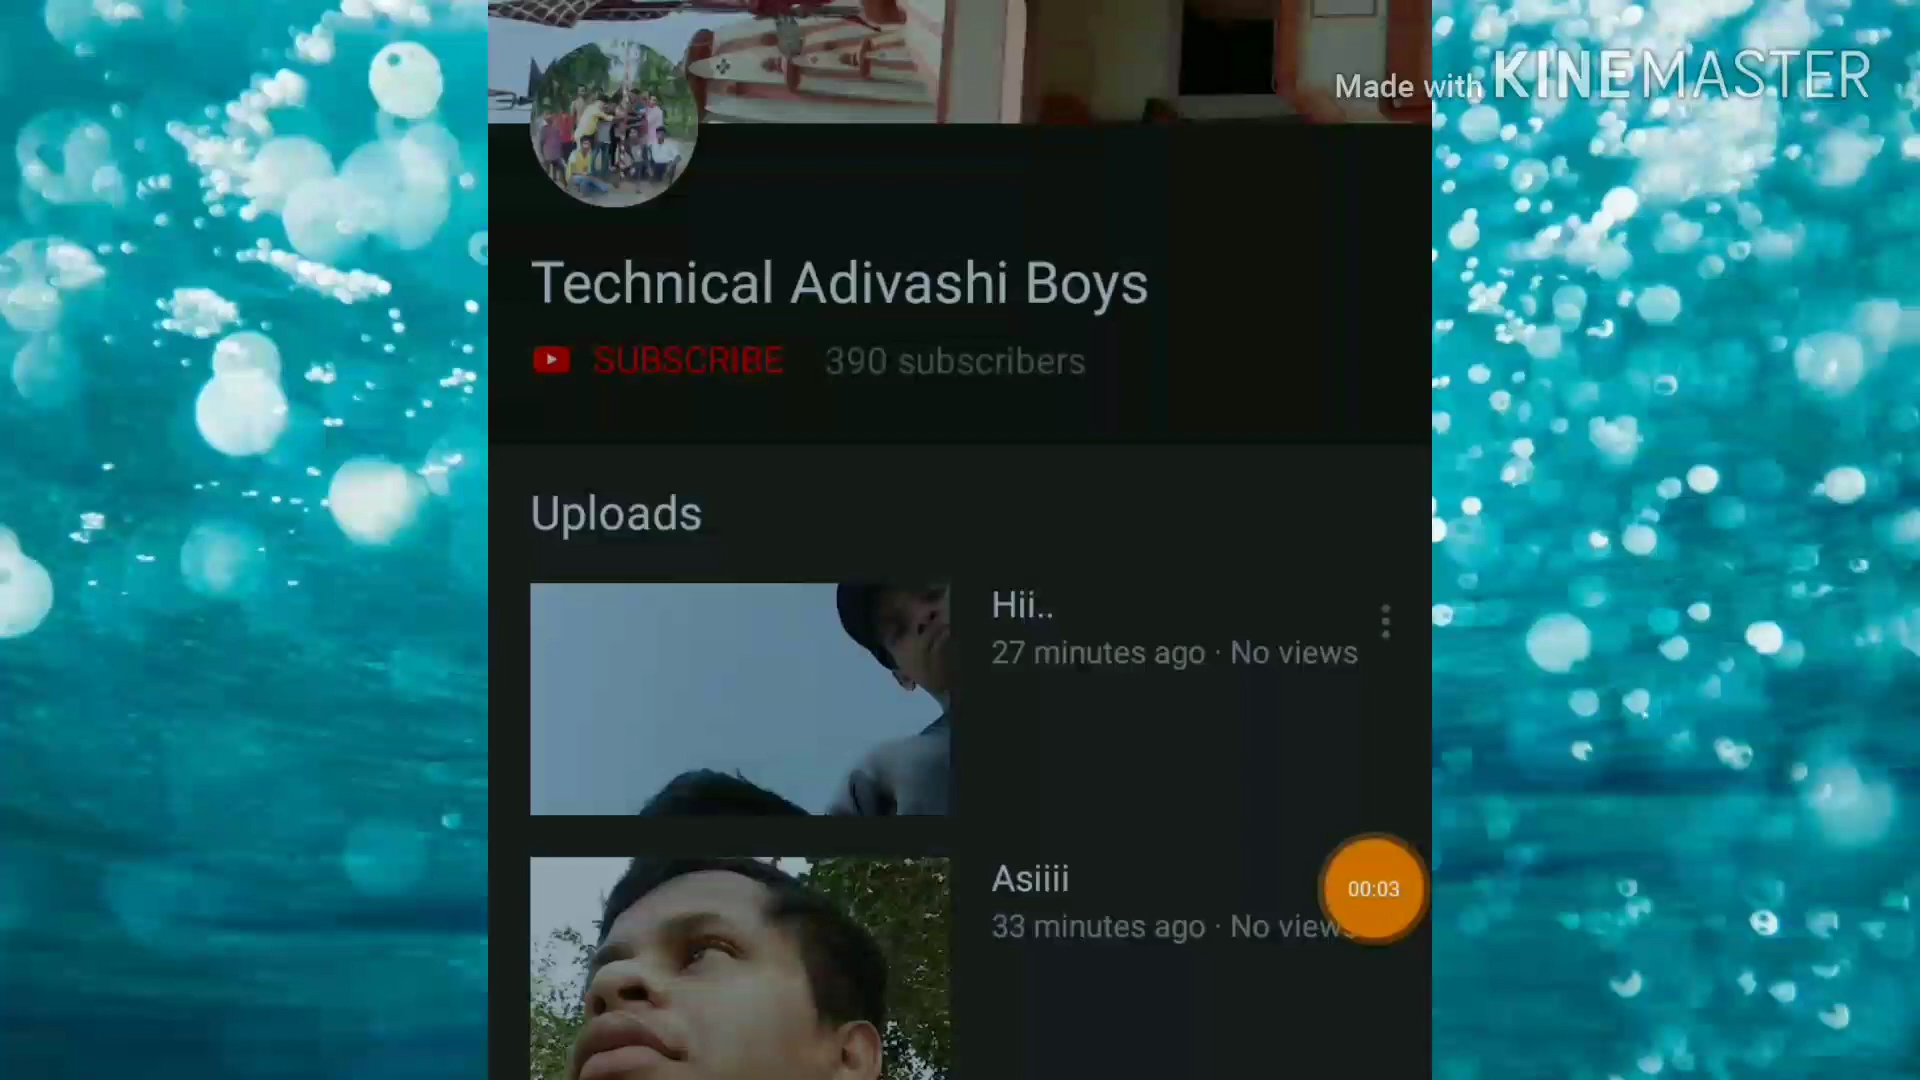 Made with KINEMASTER
Technical Adivashi Boys
SUBSCRIBE 390 subscribers
Uploads
Hii..
27 minutes ago · No views
Asiiii
33 minutes ago · No views
00:03